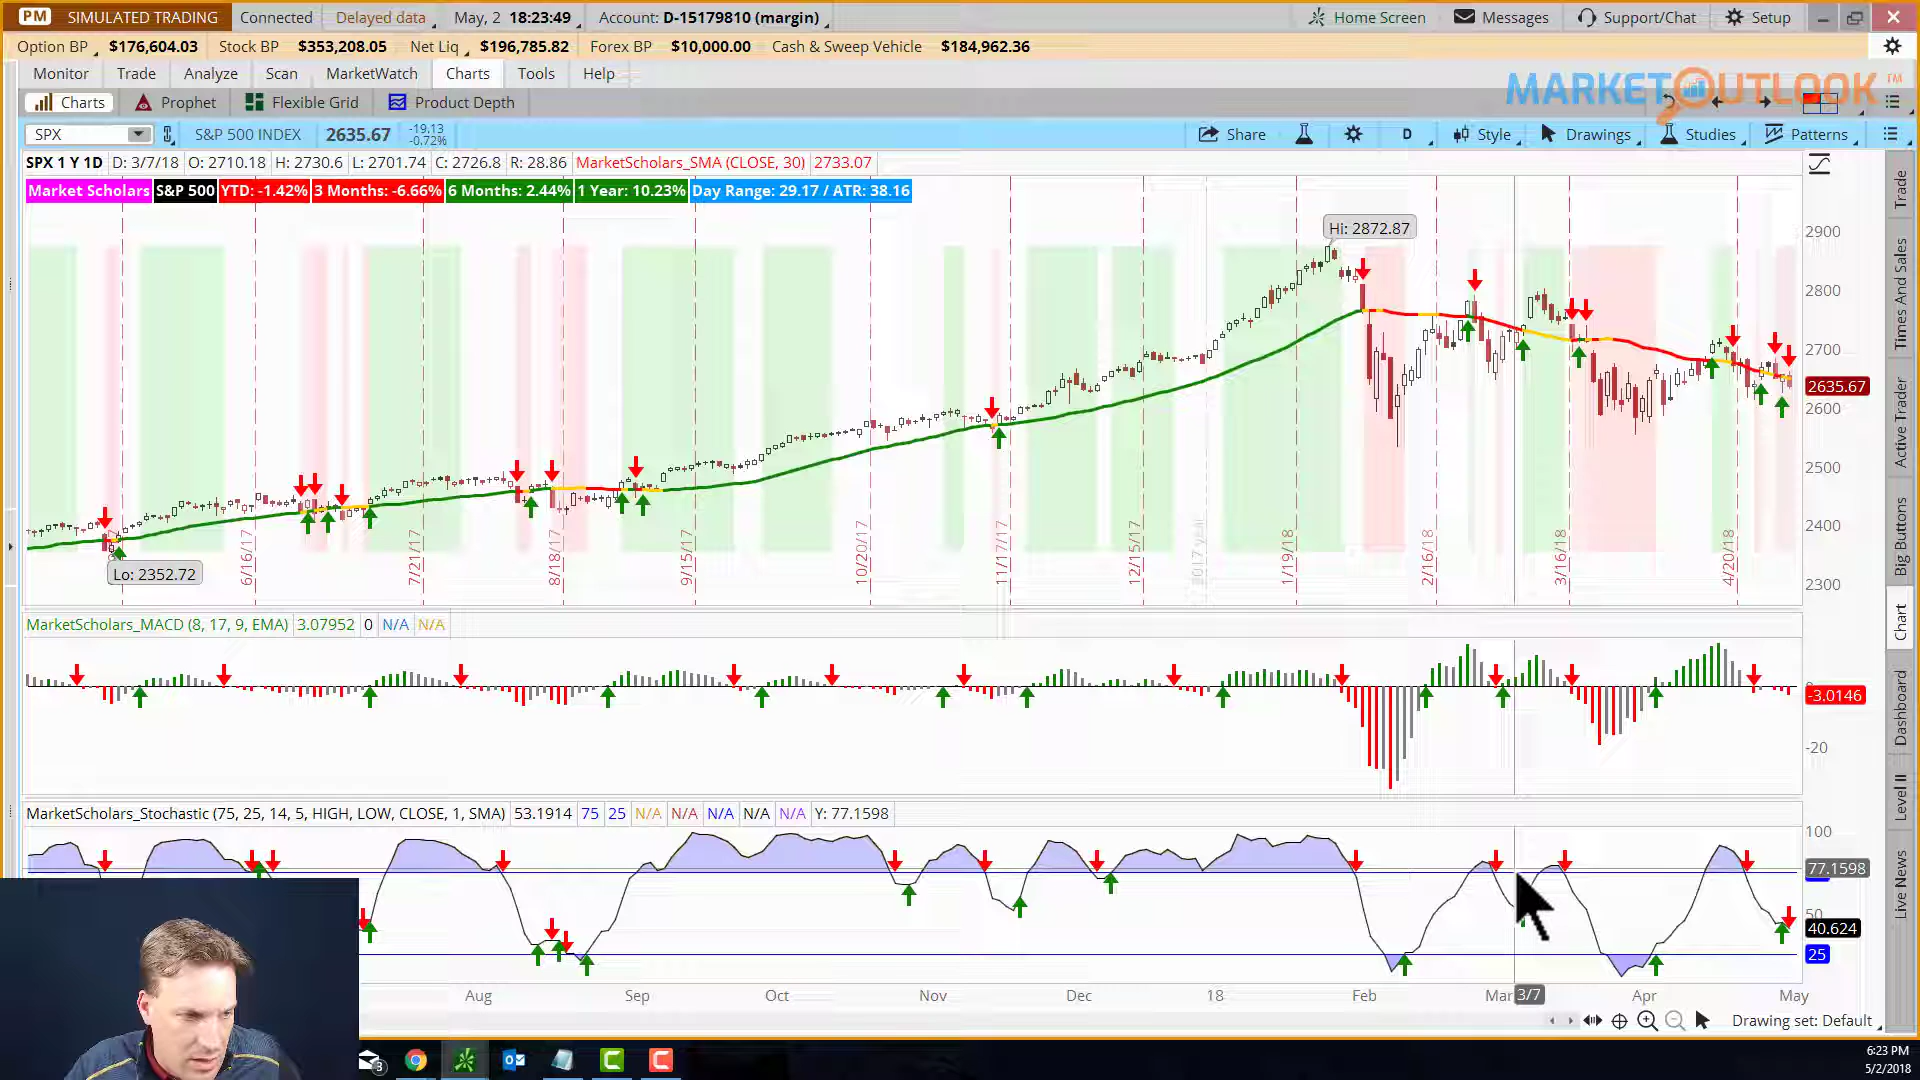 PM SIMULATED TRADING Connected Delayed data May, 2 18:23:49 Account: D-15179810 (margin) Home Screen Messages Support/Chat Setup
Option BP $176,604.03 Stock BP $353,208.05 Net Liq $196,785.82 Forex BP $10,000.00 Cash & Sweep Vehicle $184,962.36
Monitor Trade Analyze Scan MarketWatch Charts Tools Help
MARKETOUTLOOK TM
Charts Prophet Flexible Grid Product Depth
SPX S&P 500 INDEX 2635.67 -19.13 -0.72% Share D Style Drawings Studies Patterns
SPX 1 Y 1D D: 3/7/18 O: 2710.18 H: 2730.6 L: 2701.74 C: 2726.8 R: 28.86 MarketScholars_SMA (CLOSE, 30) 2733.07
Market Scholars S&P 500 YTD: -1.42% 3 Months: -6.66% 6 Months: 2.44% 1 Year: 10.23% Day Range: 29.17 / ATR: 38.16
Hi: 2872.87
Lo: 2352.72
2900
2800
2700
2635.67
2600
2500
2400
2300
6/16/17 7/21/17 8/18/17 9/15/17 10/20/17 11/17/17 12/15/17 2017 year 1/19/18 2/16/18 3/16/18 4/20/18
MarketScholars_MACD (8, 17, 9, EMA) 3.07952 0 N/A N/A
-3.0146
-20
MarketScholars_Stochastic (75, 25, 14, 5, HIGH, LOW, CLOSE, 1, SMA) 53.1914 75 25 N/A N/A N/A N/A N/A Y: 77.1598
100
77.1598
50
40.624
25
Aug Sep Oct Nov Dec 18 Feb Mar 3/7 Apr May
Drawing set: Default
Trade
Times And Sales
Active Trader
Big Buttons
Chart
Dashboard
Level II
Live News
3
6:23 PM
5/2/2018